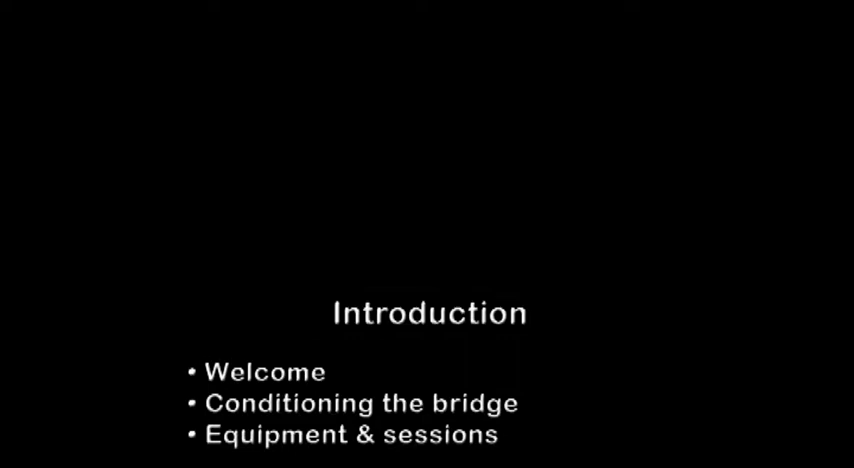 Introduction
• Welcome
• Conditioning the bridge
• Equipment & sessions